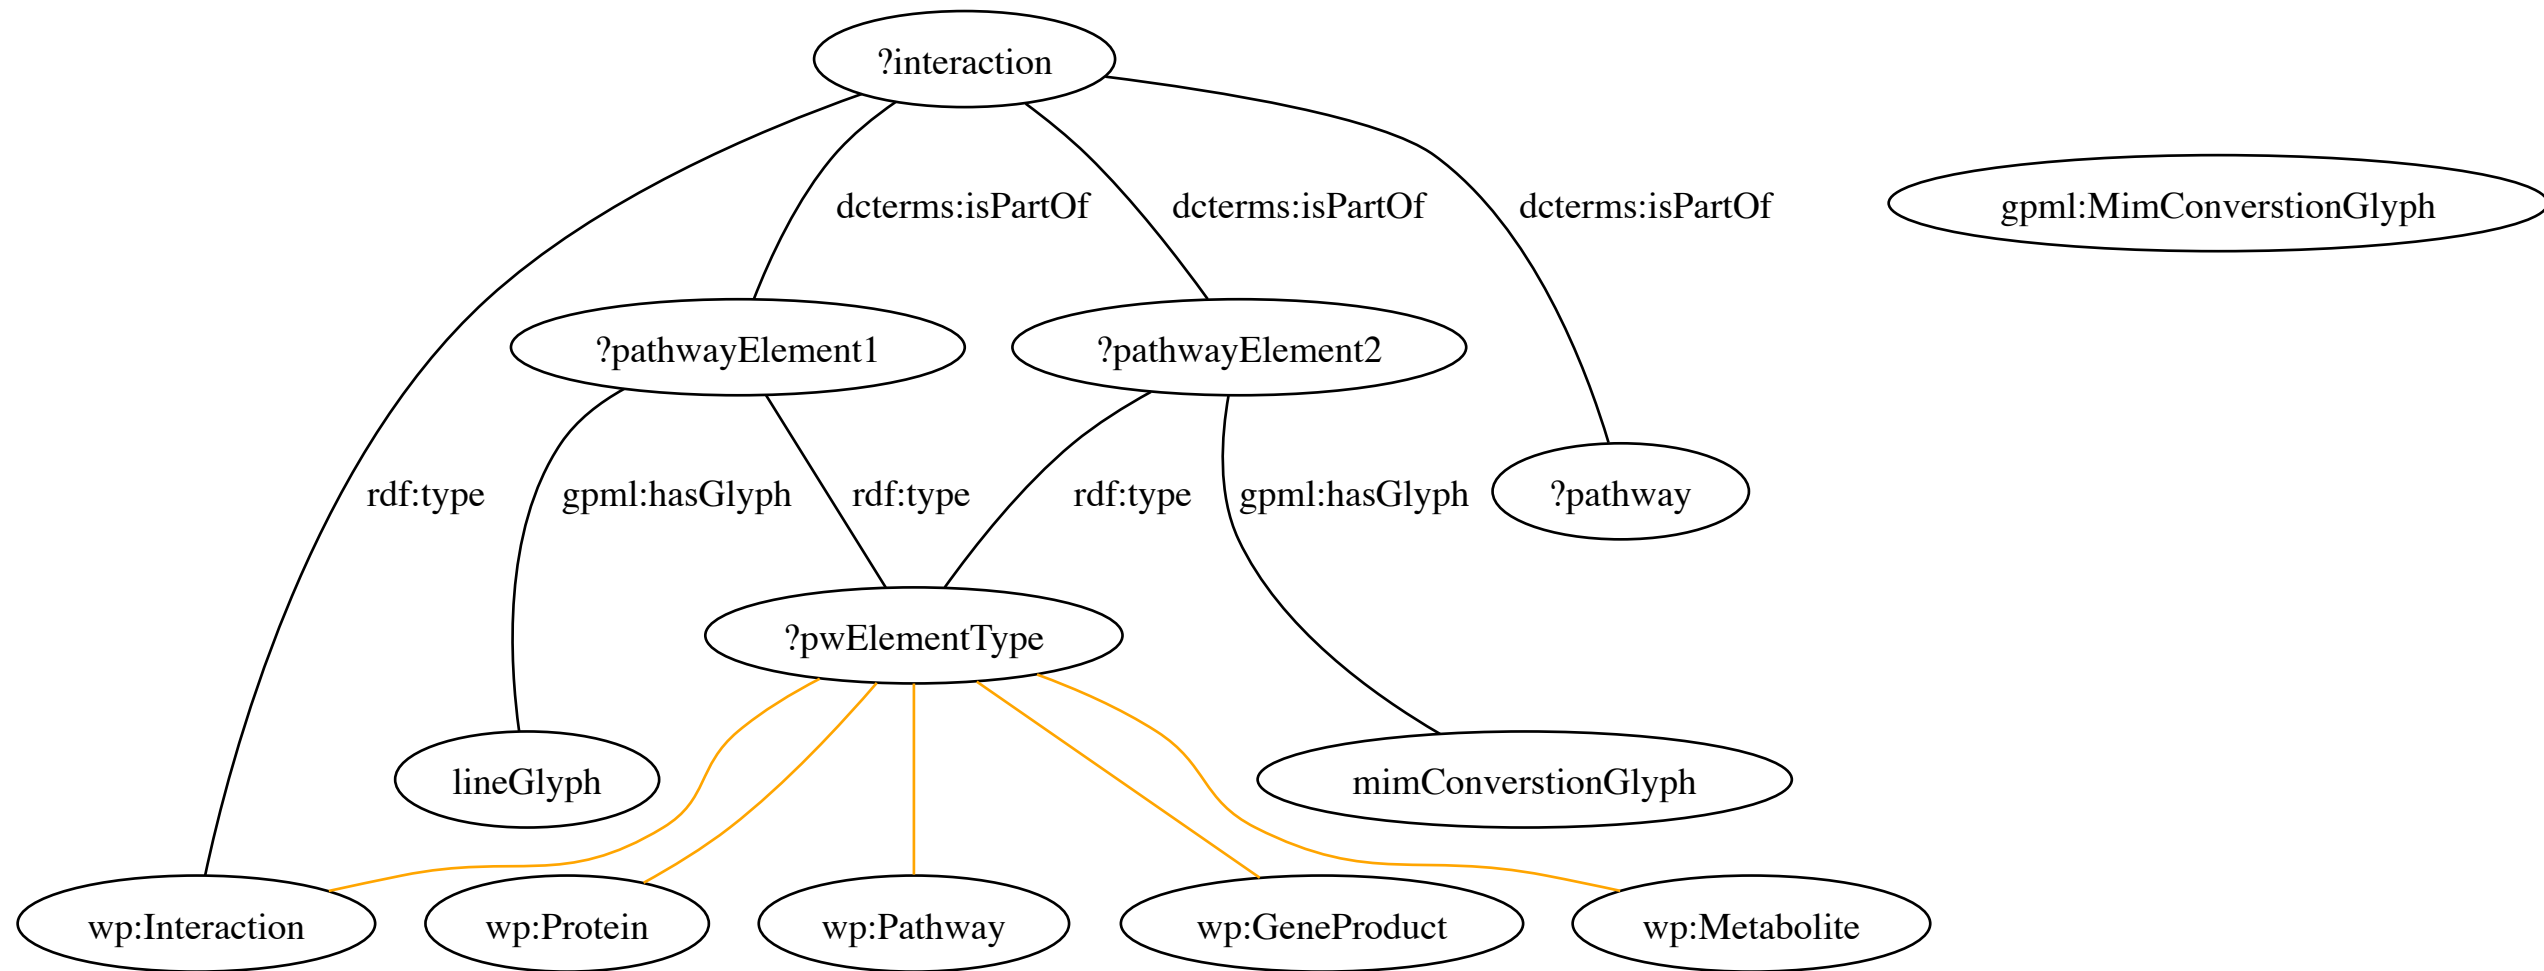 ?interaction
dcterms:isPartOf
dcterms:isPartOf
dcterms:isPartOf
gpml:MimConverstionGlyph
?pathwayElement1
?pathwayElement2
rdf:type
gpml:hasGlyph
rdf:type
rdf:type
gpml:hasGlyph
?pathway
?pwElementType
lineGlyph
mimConverstionGlyph
wp:Interaction
wp:Protein
wp:Pathway
wp:GeneProduct
wp:Metabolite